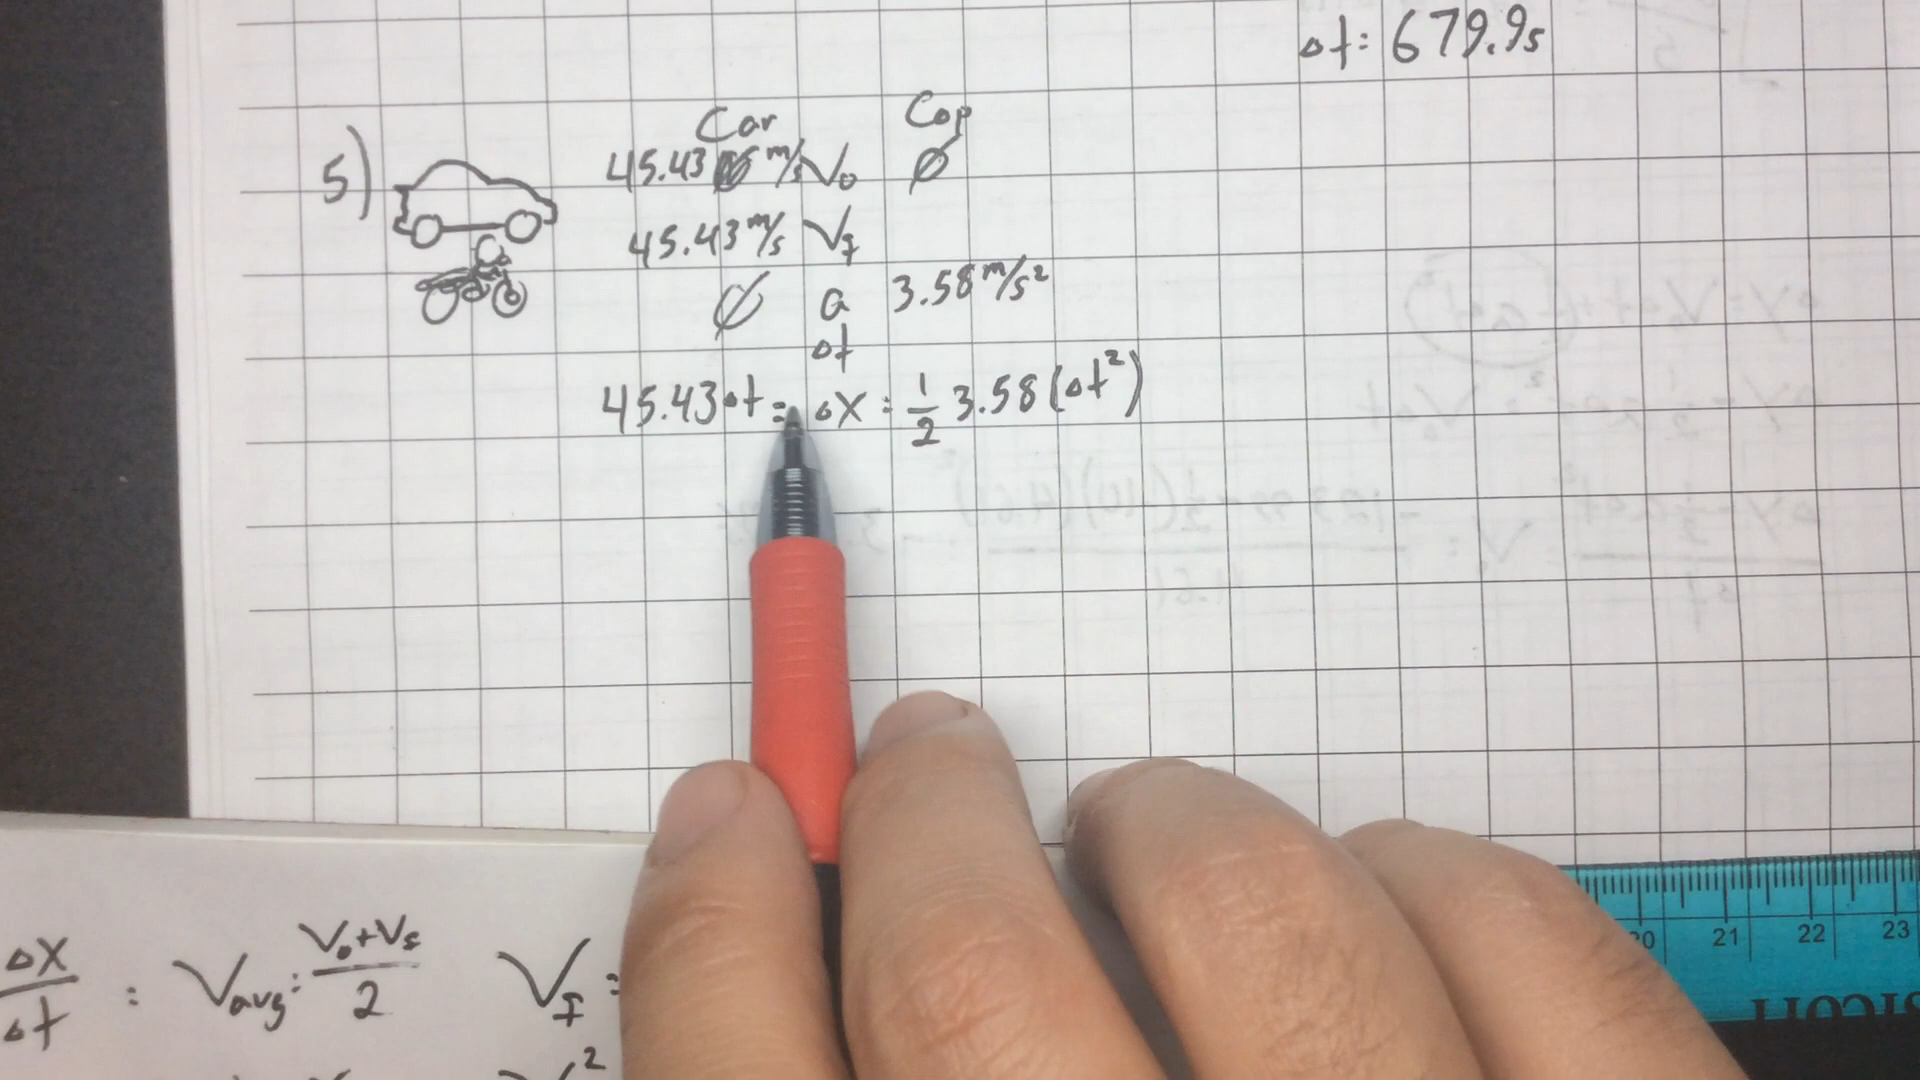 Δt: 679.9s
Car Cop
5) 45.43 m/s V₀ ∅
45.43 m/s V_f
∅ a 3.58 m/s²
Δt
45.43Δt = ΔX = 1/2 3.58 (Δt²)
ΔX/Δt : V_avg : (V₀+V_f)/2 V_f :
20 21 22 23